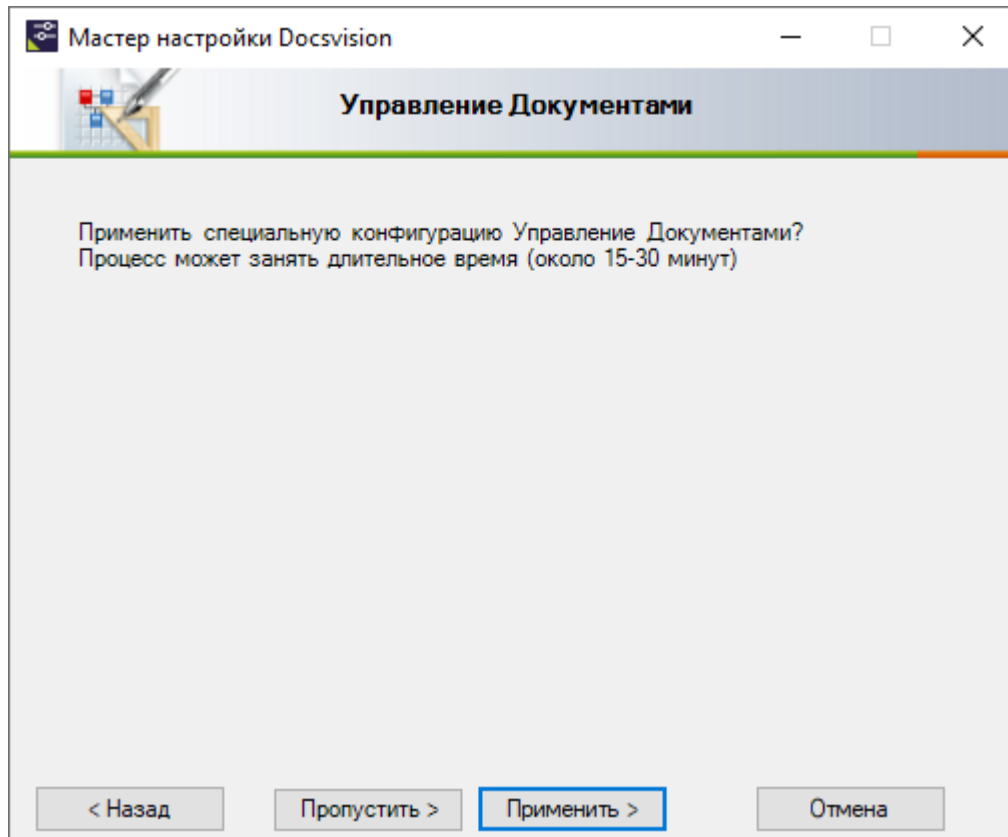 Мастер настройки Docsvision
Управление Документами
Применить специальную конфигурацию Управление Документами?
Процесс может занять длительное время (около 15-30 минут)
< Назад
Пропустить >
Применить >
Отмена